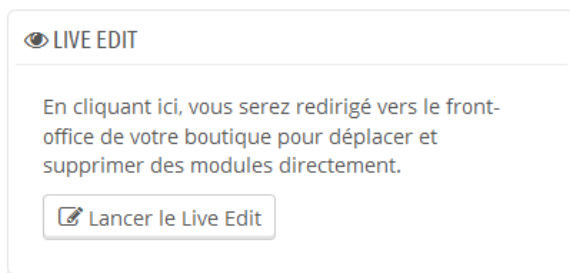 LIVE EDIT
En cliquant ici, vous serez redirigé vers le front-
office de votre boutique pour déplacer et
supprimer des modules directement.
Lancer le Live Edit